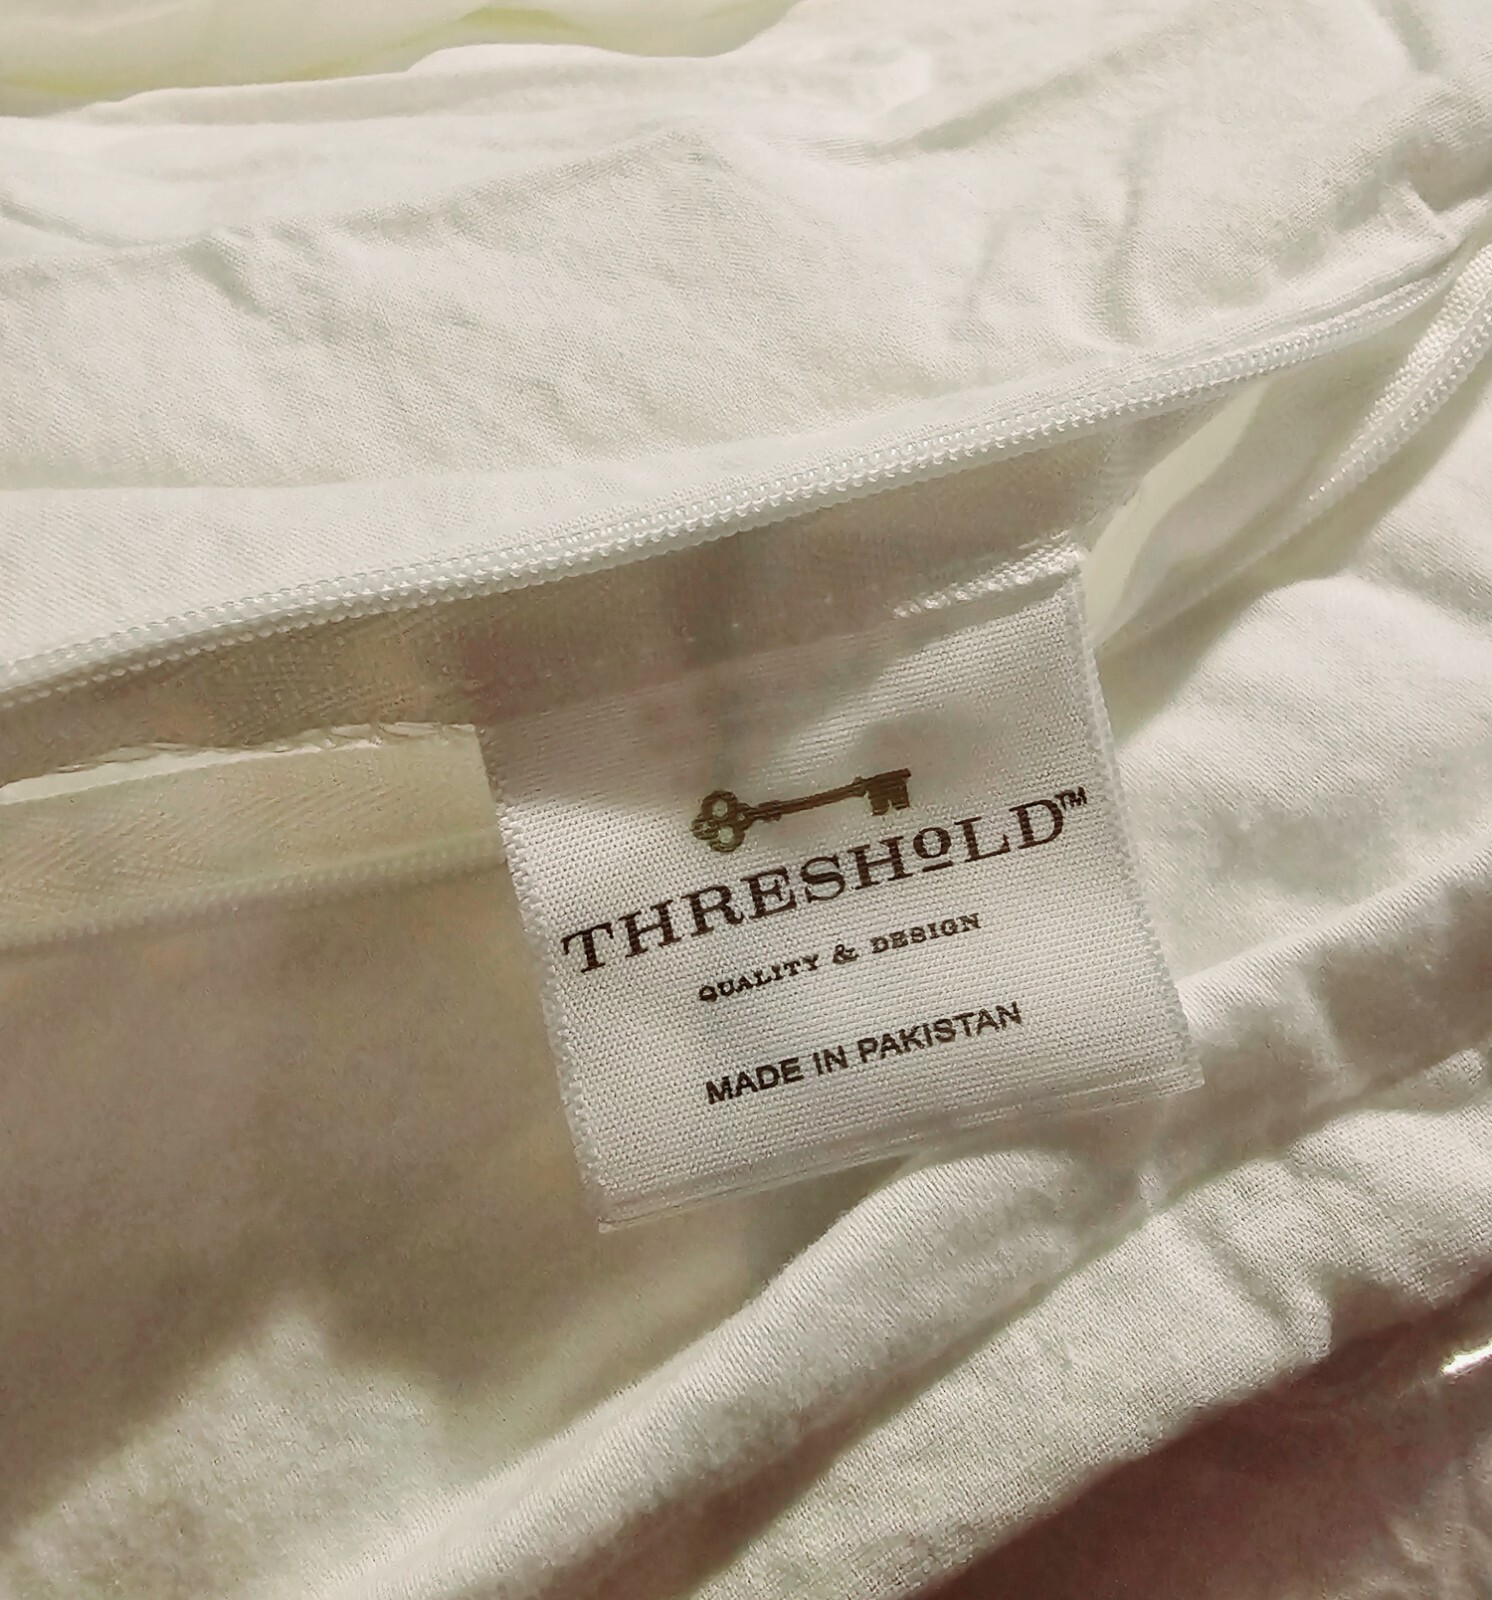 THRESHOLD™
QUALITY & DESIGN
MADE IN PAKISTAN